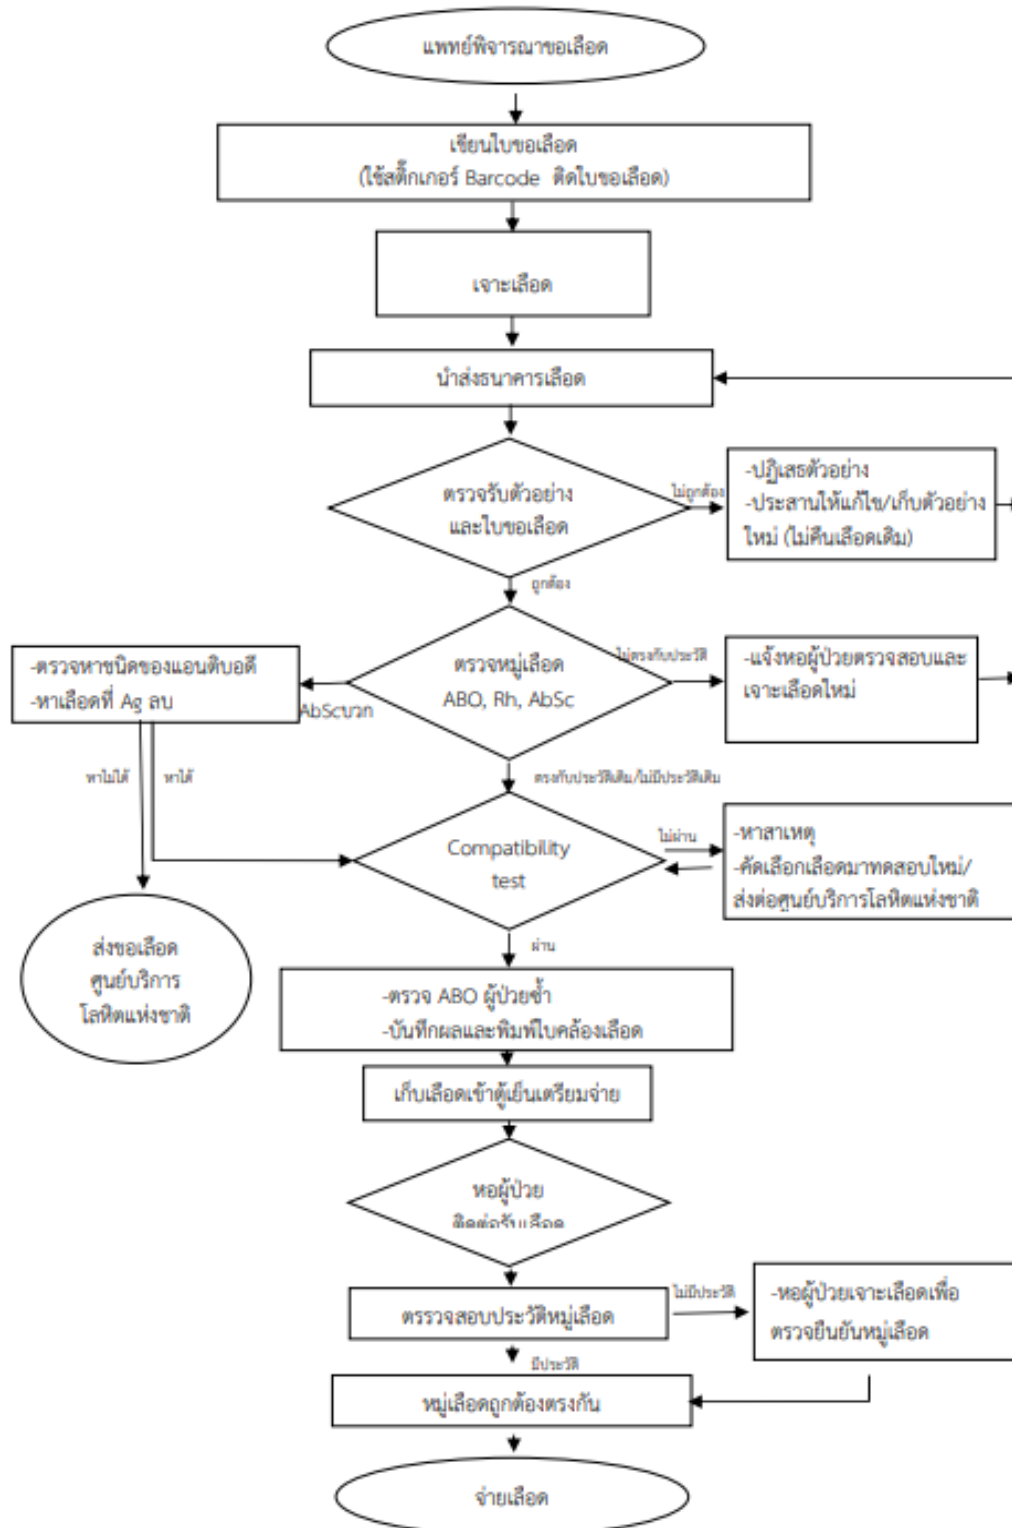 แพทย์พิจารณาขอเลือด
เขียนใบขอเลือด
(ใช้สติ๊กเกอร์ Barcode ติดใบขอเลือด)
เจาะเลือด
นำส่งธนาคารเลือด
ตรวจรับตัวอย่าง
และใบขอเลือด
ไม่ถูกต้อง
-ปฏิเสธตัวอย่าง
-ประสานให้แก้ไข/เก็บตัวอย่าง
ใหม่ (ไม่คืนเลือดเดิม)
ถูกต้อง
-ตรวจหาชนิดของแอนติบอดี
-หาเลือดที่ Ag ลบ
AbScบวก
ตรวจหมู่เลือด
ABO, Rh, AbSc
ไม่ตรงกับประวัติ
-แจ้งหอผู้ป่วยตรวจสอบและ
เจาะเลือดใหม่
หาไม่ได้
หาได้
ตรงกับประวัติเดิม/ไม่มีประวัติเดิม
Compatibility
test
ไม่ผ่าน
-หาสาเหตุ
-คัดเลือกเลือดมาทดสอบใหม่/
ส่งต่อศูนย์บริการโลหิตแห่งชาติ
ส่งขอเลือด
ศูนย์บริการ
โลหิตแห่งชาติ
ผ่าน
-ตรวจ ABO ผู้ป่วยซ้ำ
-บันทึกผลและพิมพ์ใบคล้องเลือด
เก็บเลือดเข้าตู้เย็นเตรียมจ่าย
หอผู้ป่วย
ติดต่อรับเลือด
ตรรวจสอบประวัติหมู่เลือด
ไม่มีประวัติ
-หอผู้ป่วยเจาะเลือดเพื่อ
ตรวจยืนยันหมู่เลือด
มีประวัติ
หมู่เลือดถูกต้องตรงกัน
จ่ายเลือด